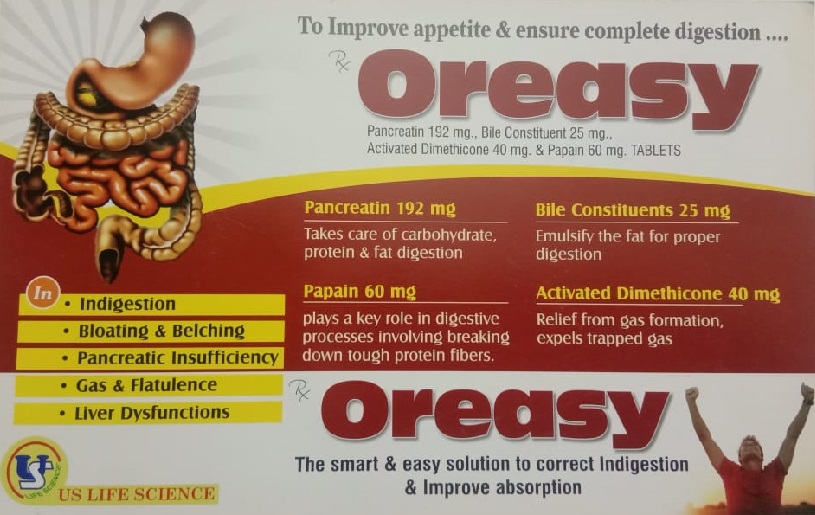 To Improve appetite & ensure complete digestion ....
Rx
Oreasy
Pancreatin 192 mg., Bile Constituent 25 mg..
Activated Dimethicone 40 mg. & Papain 60 mg. TABLETS
Pancreatin 192 mg
Takes care of carbohydrate,
protein & fat digestion
Bile Constituents 25 mg
Emulsify the fat for proper
digestion
Papain 60 mg
plays a key role in digestive
processes involving breaking
down tough protein fibers.
Activated Dimethicone 40 mg
Relief from gas formation,
expels trapped gas
In
• Indigestion
• Bloating & Belching
• Pancreatic Insufficiency
• Gas & Flatulence
• Liver Dysfunctions
Rx
Oreasy
The smart & easy solution to correct Indigestion
& Improve absorption
US
LIFE SCIENCE
US LIFE SCIENCE